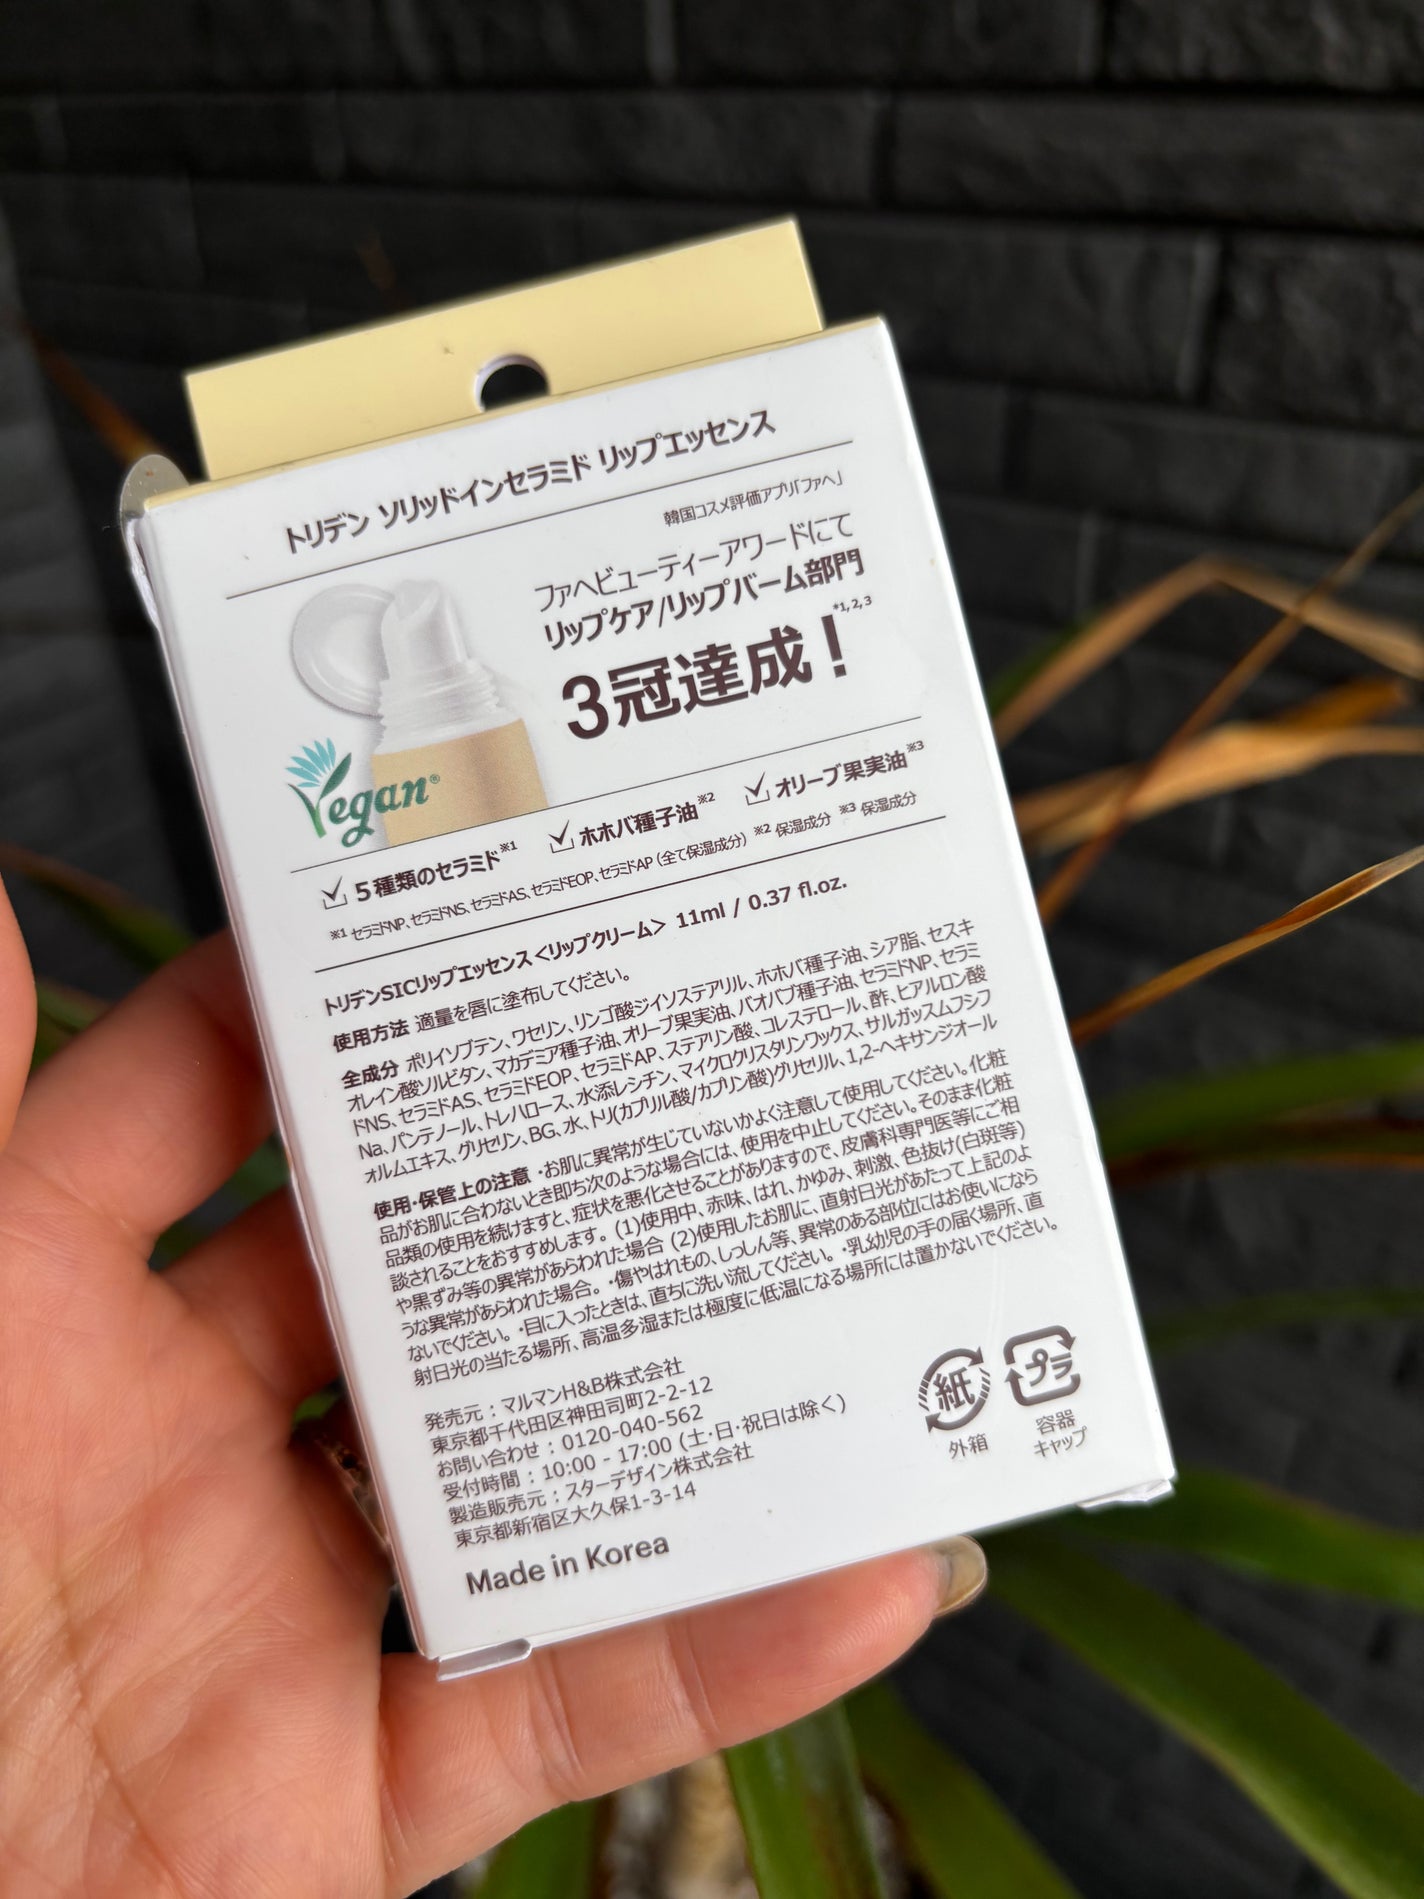 トリデン ソリッドインセラミド リップエッセンス
韓国コスメ評価アプリ「ファヘ」
ファヘビューティーアワードにて
リップケア/リップバーム部門
3冠達成！*1,2,3
Vegan®
5種類のセラミド※1 ホホバ種子油※2 オリーブ果実油※3
※1 セラミドNP、セラミドNS、セラミドAS、セラミドEOP、セラミドAP（全て保湿成分）※2 保湿成分 ※3 保湿成分
トリデンSICリップエッセンス＜リップクリーム＞ 11ml / 0.37 fl.oz.
使用方法 適量を唇に塗布してください。
全成分 ポリイソブテン、ワセリン、リンゴ酸ジイソステアリル、ホホバ種子油、シア脂、セスキ
オレイン酸ソルビタン、マカデミア種子油、オリーブ果実油、バオバブ種子油、セラミドNP、セラミ
ドNS、セラミドAS、セラミドEOP、セラミドAP、ステアリン酸、コレステロール、酢、ヒアルロン酸
Na、パンテノール、トレハロース、水添レシチン、マイクロクリスタリンワックス、サルガッスムフシフ
ォルムエキス、グリセリン、BG、水、トリ(カプリル酸/カプリン酸)グリセリル、1,2-ヘキサンジオール
使用・保管上の注意 ・お肌に異常が生じていないかよく注意して使用してください。化粧
品がお肌に合わないとき即ち次のような場合には、使用を中止してください。そのまま化粧
品類の使用を続けますと、症状を悪化させることがありますので、皮膚科専門医等にご相
談されることをおすすめします。(1)使用中、赤味、はれ、かゆみ、刺激、色抜け(白斑等)
や黒ずみ等の異常があらわれた場合 (2)使用したお肌に、直射日光があたって上記のよ
うな異常があらわれた場合。・傷やはれもの、しっしん等、異常のある部位にはお使いになら
ないでください。・目に入ったときは、直ちに洗い流してください。・乳幼児の手の届く場所、直
射日光の当たる場所、高温多湿または極度に低温になる場所には置かないでください。
発売元：マルマンH&B株式会社
東京都千代田区神田司町2-2-12
お問い合わせ：0120-040-562
受付時間：10:00 - 17:00 (土・日・祝日は除く)
製造販売元：スターデザイン株式会社
東京都新宿区大久保1-3-14
Made in Korea
紙
外箱
プラ
容器
キャップ